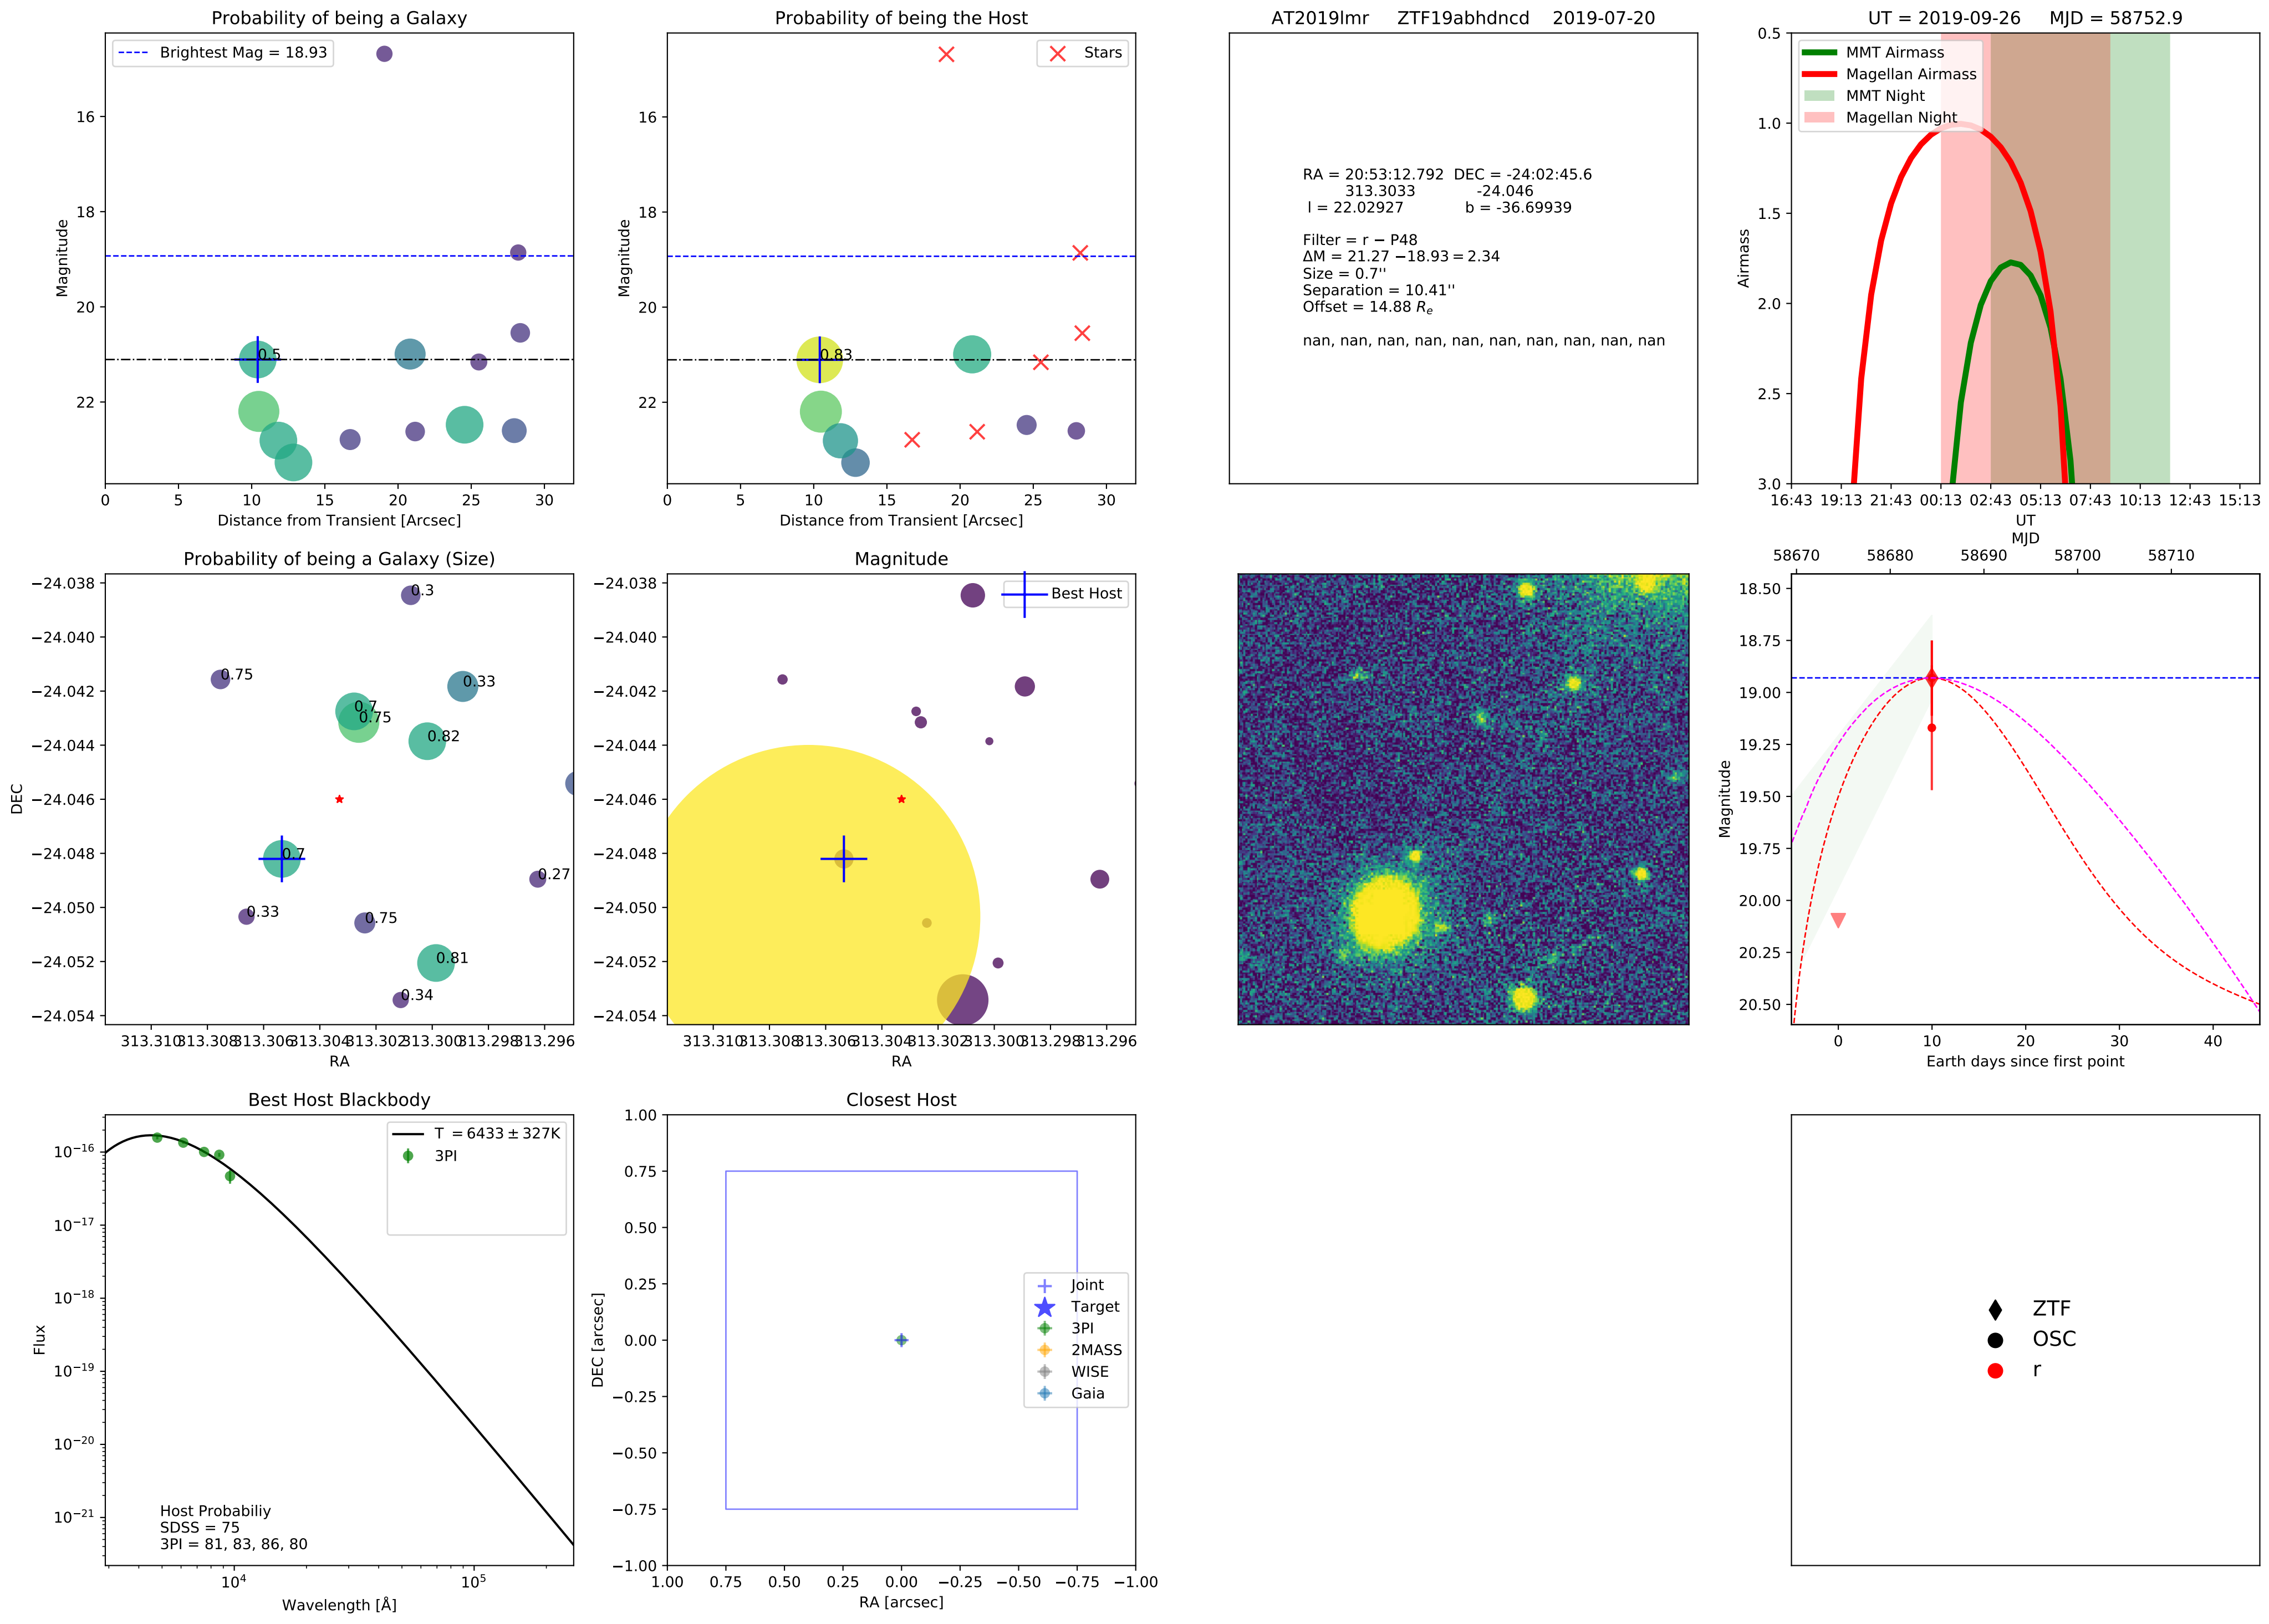 Probability of being a Galaxy
Brightest Mag = 18.93
0.5
16
18
20
22
Magnitude
0
5
10
15
20
25
30
Distance from Transient [Arcsec]
Probability of being the Host
Stars
0.83
16
18
20
22
Magnitude
0
5
10
15
20
25
30
Distance from Transient [Arcsec]
AT2019lmr ZTF19abhdncd 2019-07-20
RA = 20:53:12.792 DEC = -24:02:45.6
313.3033 -24.046
l = 22.02927 b = -36.69939
Filter = r − P48
ΔM = 21.27 −18.93 = 2.34
Size = 0.7''
Separation = 10.41''
Offset = 14.88 Re
nan, nan, nan, nan, nan, nan, nan, nan, nan, nan
UT = 2019-09-26 MJD = 58752.9
MMT Airmass
Magellan Airmass
MMT Night
Magellan Night
0.5
1.0
1.5
2.0
2.5
3.0
Airmass
16:43
19:13
21:43
00:13
02:43
05:13
07:43
10:13
12:43
15:13
UT
Probability of being a Galaxy (Size)
−24.038
−24.040
−24.042
−24.044
−24.046
−24.048
−24.050
−24.052
−24.054
DEC
0.3
0.75
0.33
0.7
0.75
0.82
0.7
0.27
0.33
0.75
0.81
0.34
313.310
313.308
313.306
313.304
313.302
313.300
313.298
313.296
RA
Magnitude
Best Host
−24.038
−24.040
−24.042
−24.044
−24.046
−24.048
−24.050
−24.052
−24.054
313.310
313.308
313.306
313.304
313.302
313.300
313.298
313.296
RA
MJD
58670
58680
58690
58700
58710
18.50
18.75
19.00
19.25
19.50
19.75
20.00
20.25
20.50
Magnitude
0
10
20
30
40
Earth days since first point
Best Host Blackbody
T = 6433 ± 327K
3PI
10−16
10−17
10−18
10−19
10−20
10−21
Flux
Host Probabiliy
SDSS = 75
3PI = 81, 83, 86, 80
10⁴
10⁵
Wavelength [Å]
Closest Host
1.00
0.75
0.50
0.25
0.00
−0.25
−0.50
−0.75
−1.00
DEC [arcsec]
Joint
Target
3PI
2MASS
WISE
Gaia
1.00
0.75
0.50
0.25
0.00
−0.25
−0.50
−0.75
−1.00
RA [arcsec]
ZTF
OSC
r